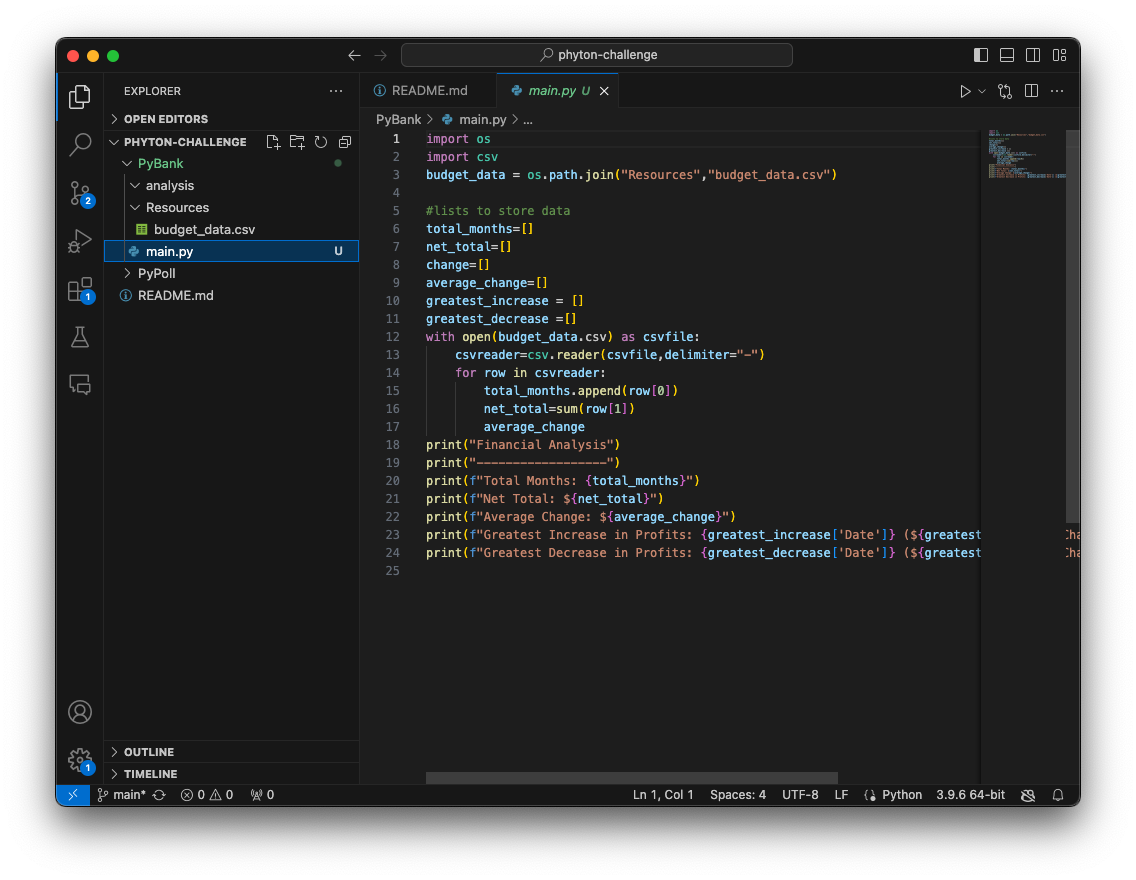 phyton-challenge
EXPLORER
OPEN EDITORS
PHYTON-CHALLENGE
PyBank
analysis
Resources
budget_data.csv
main.py U
PyPoll
README.md
OUTLINE
TIMELINE
2
1
1
README.md
main.py U
PyBank > main.py > ...
1 import os
2 import csv
3 budget_data = os.path.join("Resources","budget_data.csv")
4
5 #lists to store data
6 total_months=[]
7 net_total=[]
8 change=[]
9 average_change=[]
10 greatest_increase = []
11 greatest_decrease =[]
12 with open(budget_data.csv) as csvfile:
13     csvreader=csv.reader(csvfile,delimiter="-")
14     for row in csvreader:
15         total_months.append(row[0])
16         net_total=sum(row[1])
17         average_change
18 print("Financial Analysis")
19 print("------------------")
20 print(f"Total Months: {total_months}")
21 print(f"Net Total: ${net_total}")
22 print(f"Average Change: ${average_change}")
23 print(f"Greatest Increase in Profits: {greatest_increase['Date']} (${greatest Cha
24 print(f"Greatest Decrease in Profits: {greatest_decrease['Date']} (${greatest Cha
25
main* 0 0 0 Ln 1, Col 1 Spaces: 4 UTF-8 LF Python 3.9.6 64-bit